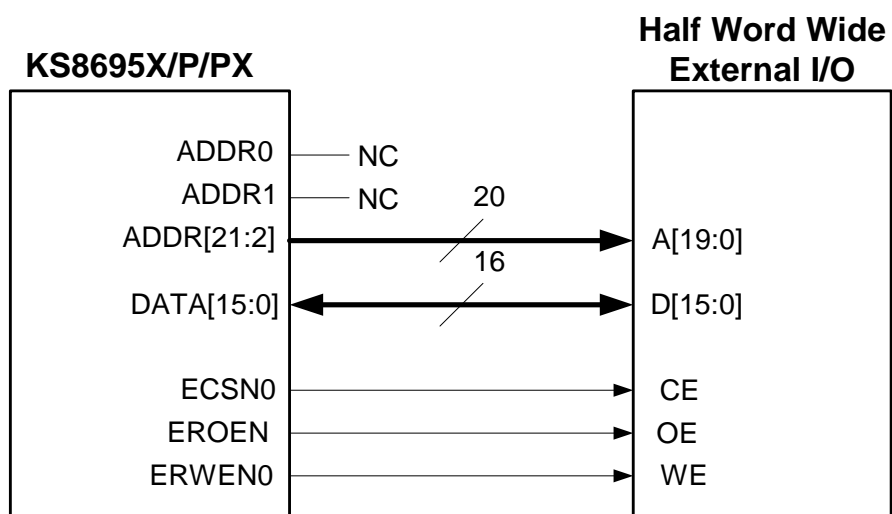 Half Word Wide
External I/O
KS8695X/P/PX
ADDR0 NC
ADDR1 NC
20
ADDR[21:2] A[19:0]
16
DATA[15:0] D[15:0]
ECSN0 CE
EROEN OE
ERWEN0 WE